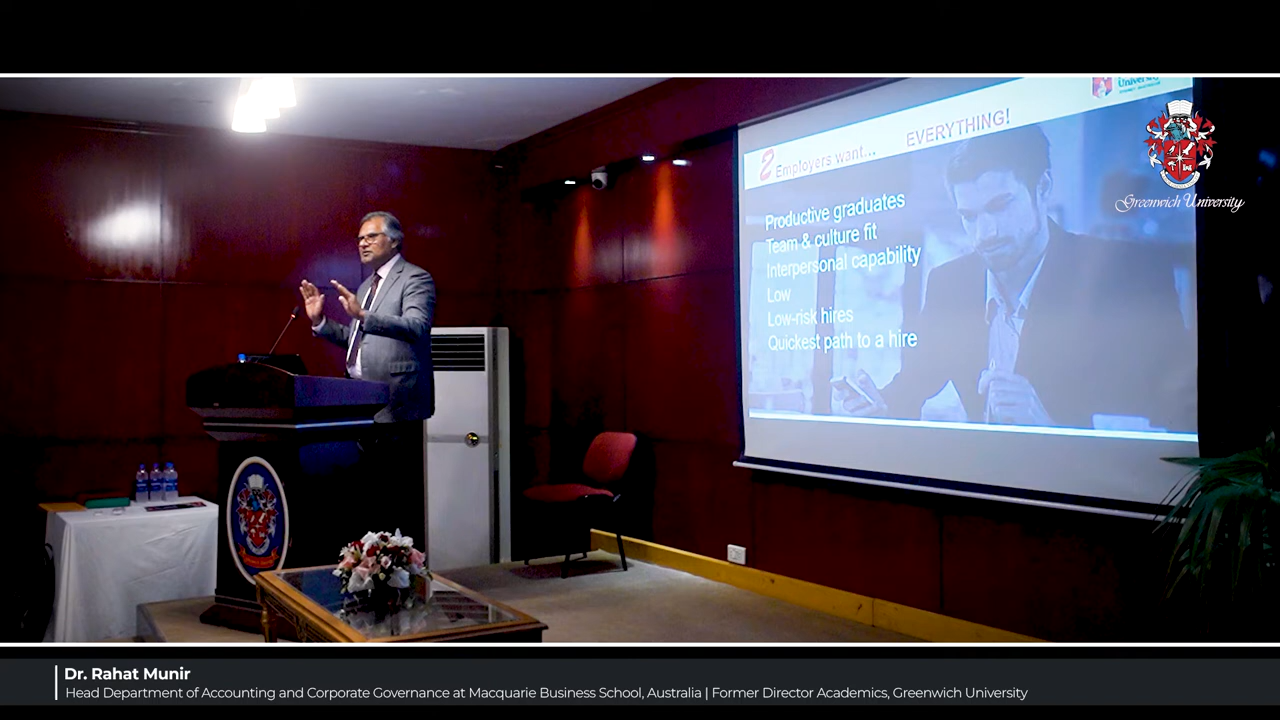 Univers
Employers want... EVERYTHING!
Productive graduates
Team & culture fit
Interpersonal capability
Low
Low-risk hires
Quickest path to a hire
Greenwich University
Dr. Rahat Munir
Head Department of Accounting and Corporate Governance at Macquarie Business School, Australia | Former Director Academics, Greenwich University